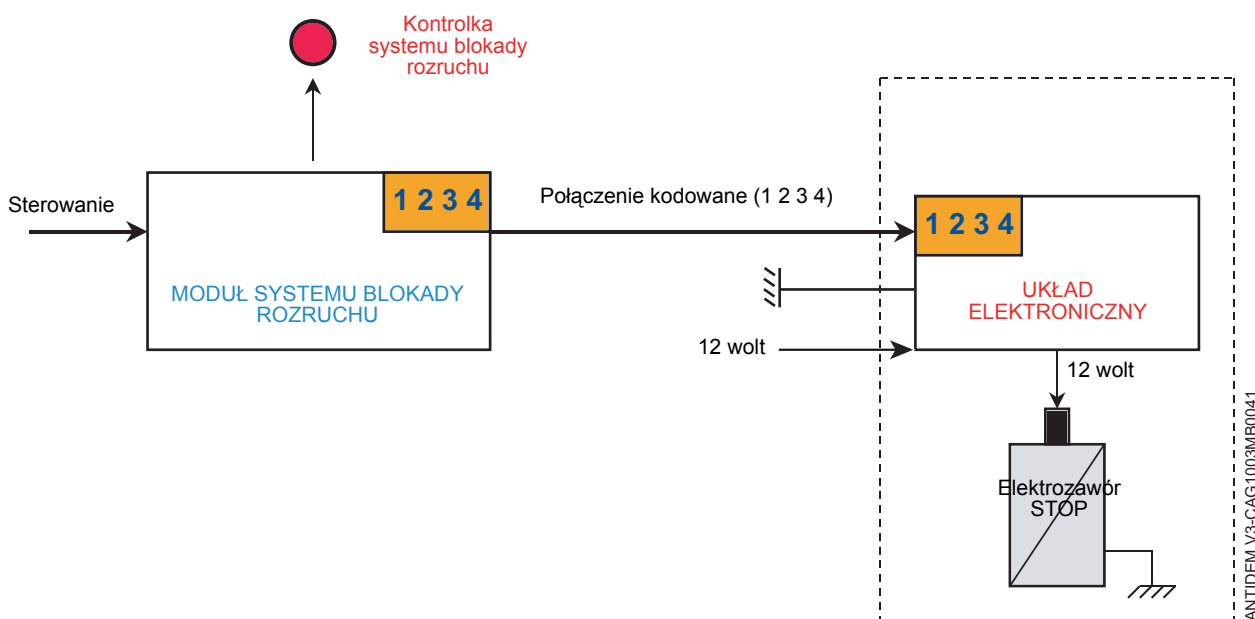 Kontrolka
systemu blokady
rozruchu
Sterowanie
1 2 3 4
MODUŁ SYSTEMU BLOKADY
ROZRUCHU
Połączenie kodowane (1 2 3 4)
1 2 3 4
UKŁAD
ELEKTRONICZNY
12 wolt
12 wolt
Elektrozawór
STOP
ANTIDEM V3-CAG1003MB0041